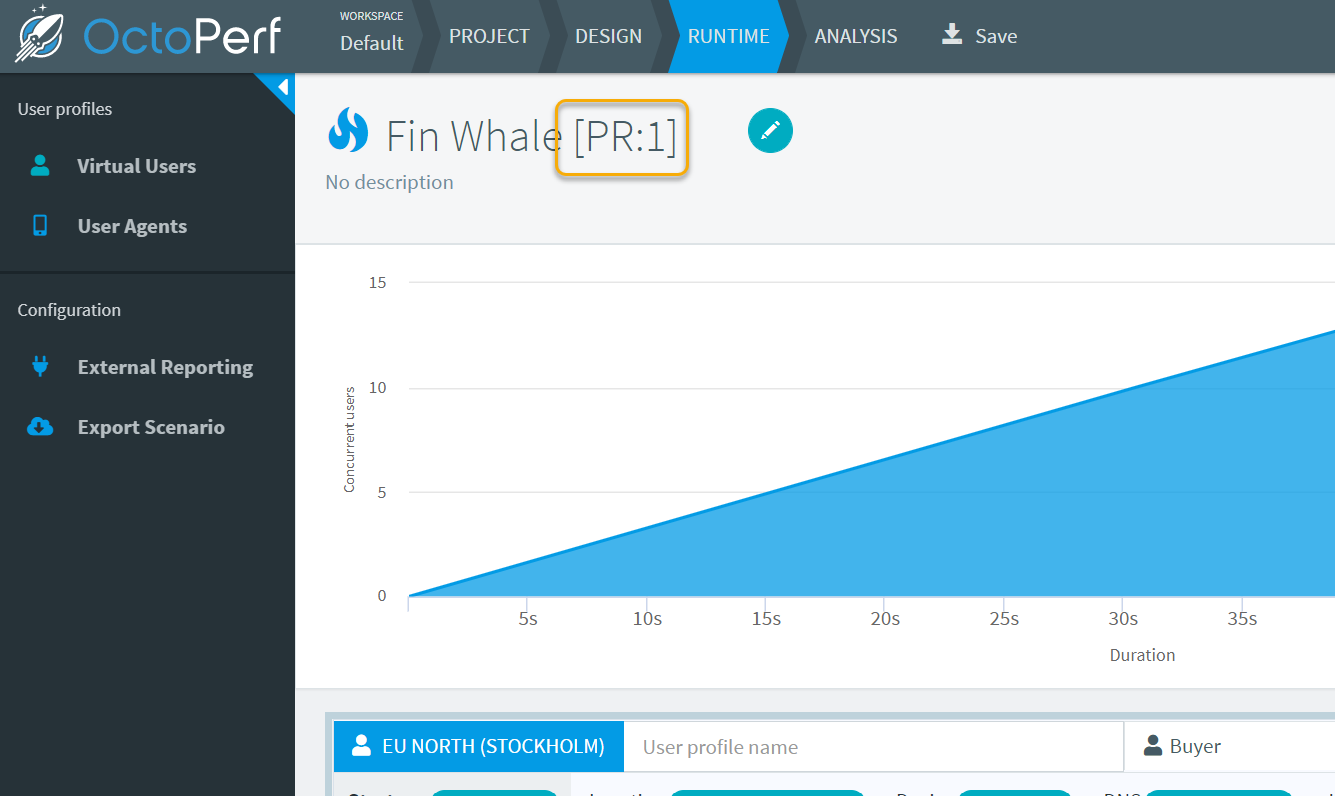 OctoPerf
WORKSPACE
Default
PROJECT
DESIGN
RUNTIME
ANALYSIS
Save
User profiles
Virtual Users
User Agents
Configuration
External Reporting
Export Scenario
Fin Whale [PR:1]
No description
15
10
5
0
Concurrent users
5s 10s 15s 20s 25s 30s 35s
Duration
EU NORTH (STOCKHOLM)
User profile name
Buyer